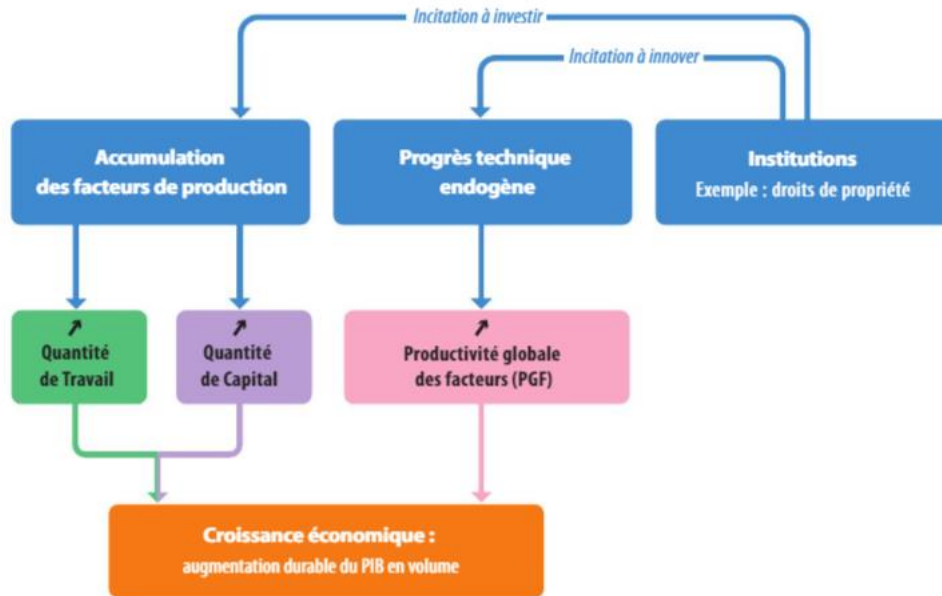 Incitation à investir
Incitation à innover
Accumulation
des facteurs de production
Progrès technique
endogène
Institutions
Exemple : droits de propriété
↗
Quantité
de Travail
↗
Quantité
de Capital
↗
Productivité globale
des facteurs (PGF)
Croissance économique :
augmentation durable du PIB en volume